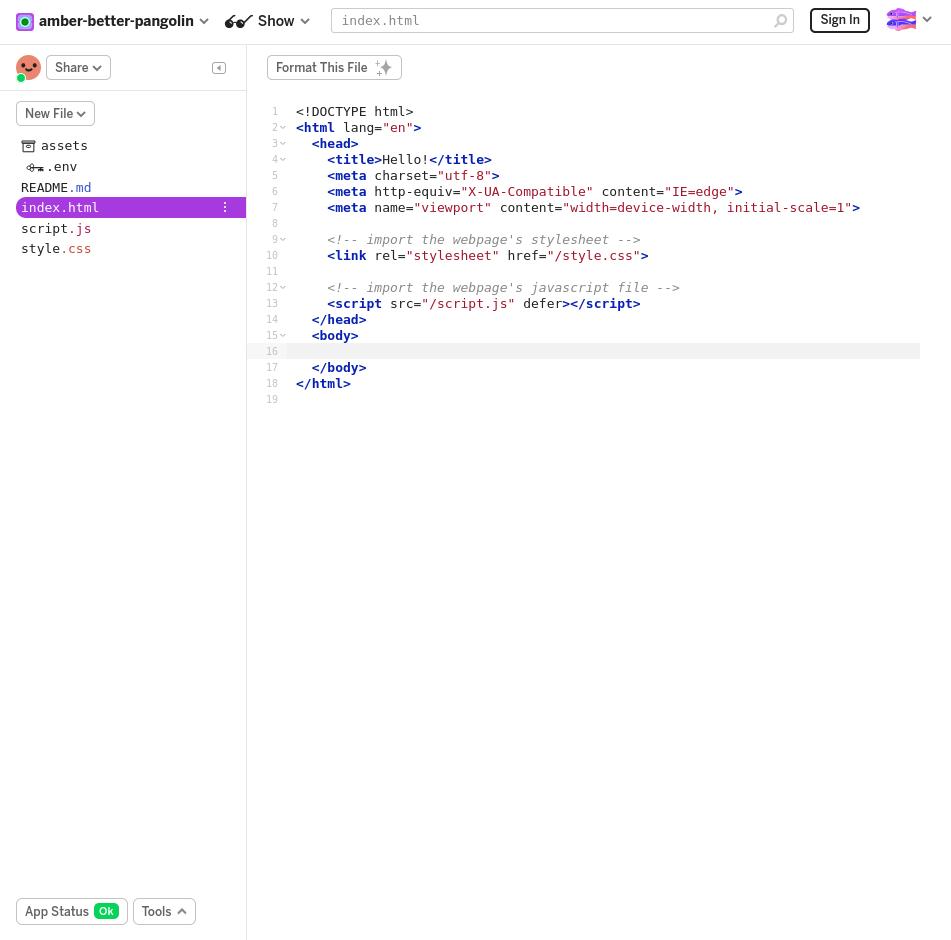 amber-better-pangolin Show index.html Sign In
Share Format This File
New File
assets
.env
README.md
index.html
script.js
style.css
1 <!DOCTYPE html>
2 <html lang="en">
3   <head>
4     <title>Hello!</title>
5     <meta charset="utf-8">
6     <meta http-equiv="X-UA-Compatible" content="IE=edge">
7     <meta name="viewport" content="width=device-width, initial-scale=1">
8
9     <!-- import the webpage's stylesheet -->
10     <link rel="stylesheet" href="/style.css">
11
12     <!-- import the webpage's javascript file -->
13     <script src="/script.js" defer></script>
14   </head>
15   <body>
16
17   </body>
18 </html>
19
App Status Ok Tools